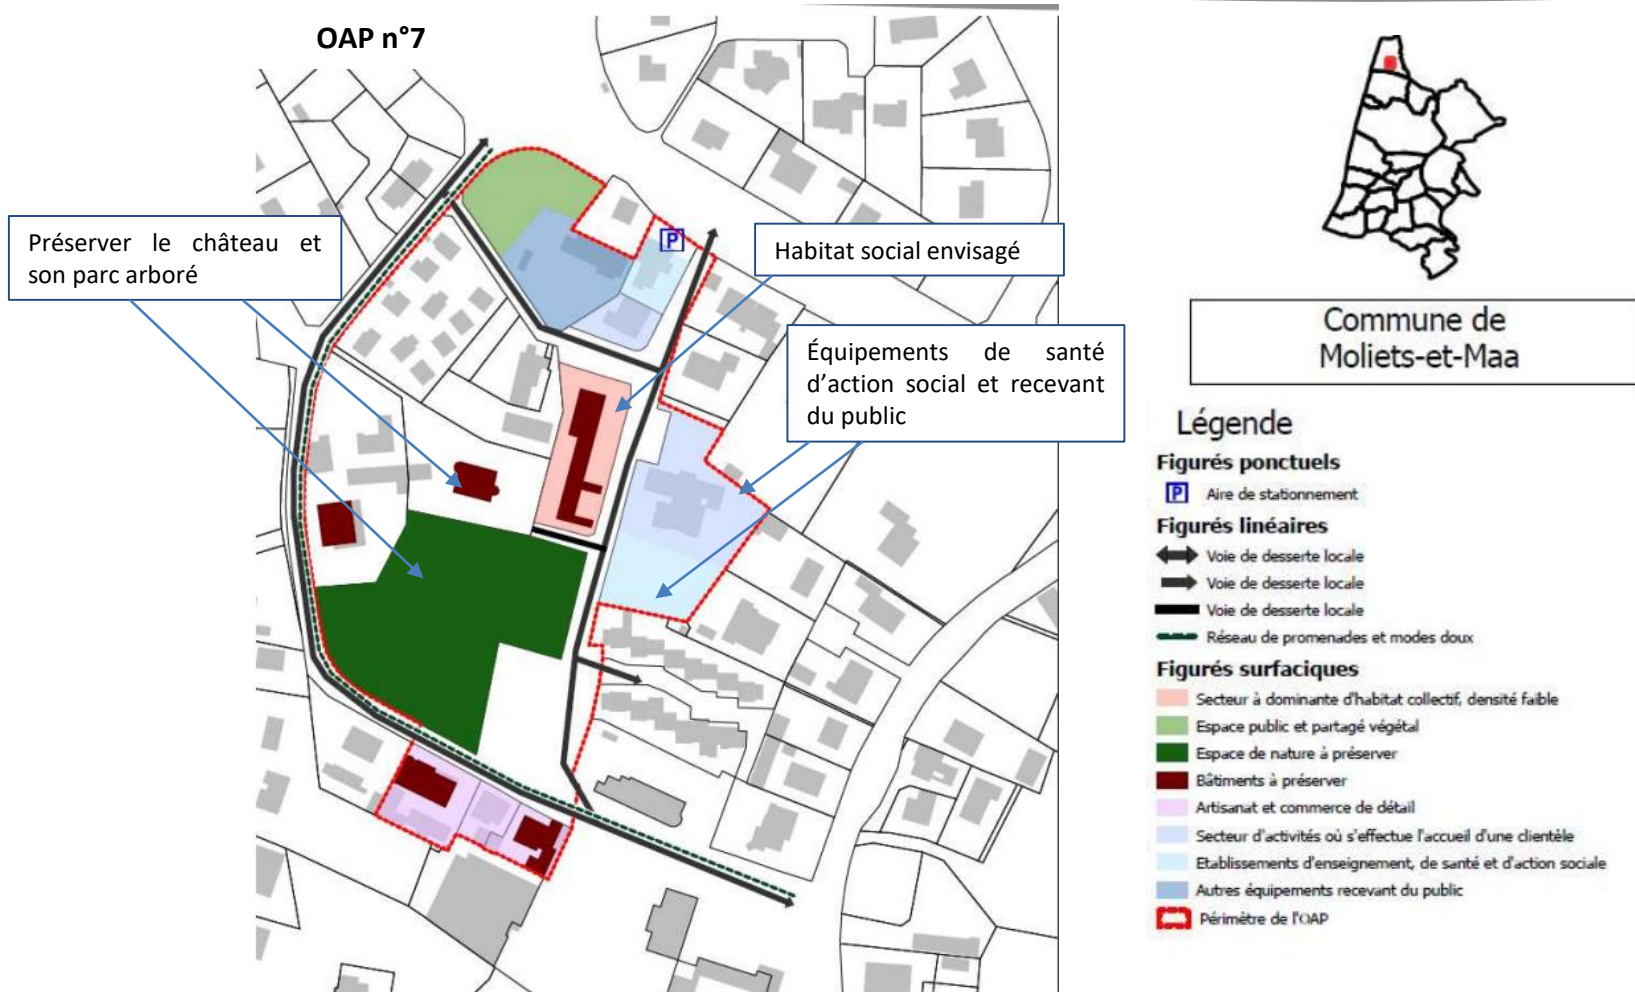 OAP n°7
Préserver le château et
son parc arboré
P
Habitat social envisagé
Équipements de santé
d'action social et recevant
du public
Commune de
Moliets-et-Maa
Légende
Figurés ponctuels
P Aire de stationnement
Figurés linéaires
Voie de desserte locale
Voie de desserte locale
Voie de desserte locale
Réseau de promenades et modes doux
Figurés surfaciques
Secteur à dominante d'habitat collectif, densité faible
Espace public et partagé végétal
Espace de nature à préserver
Bâtiments à préserver
Artisanat et commerce de détail
Secteur d'activités où s'effectue l'accueil d'une clientèle
Etablissements d'enseignement, de santé et d'action sociale
Autres équipements recevant du public
Périmètre de l'OAP